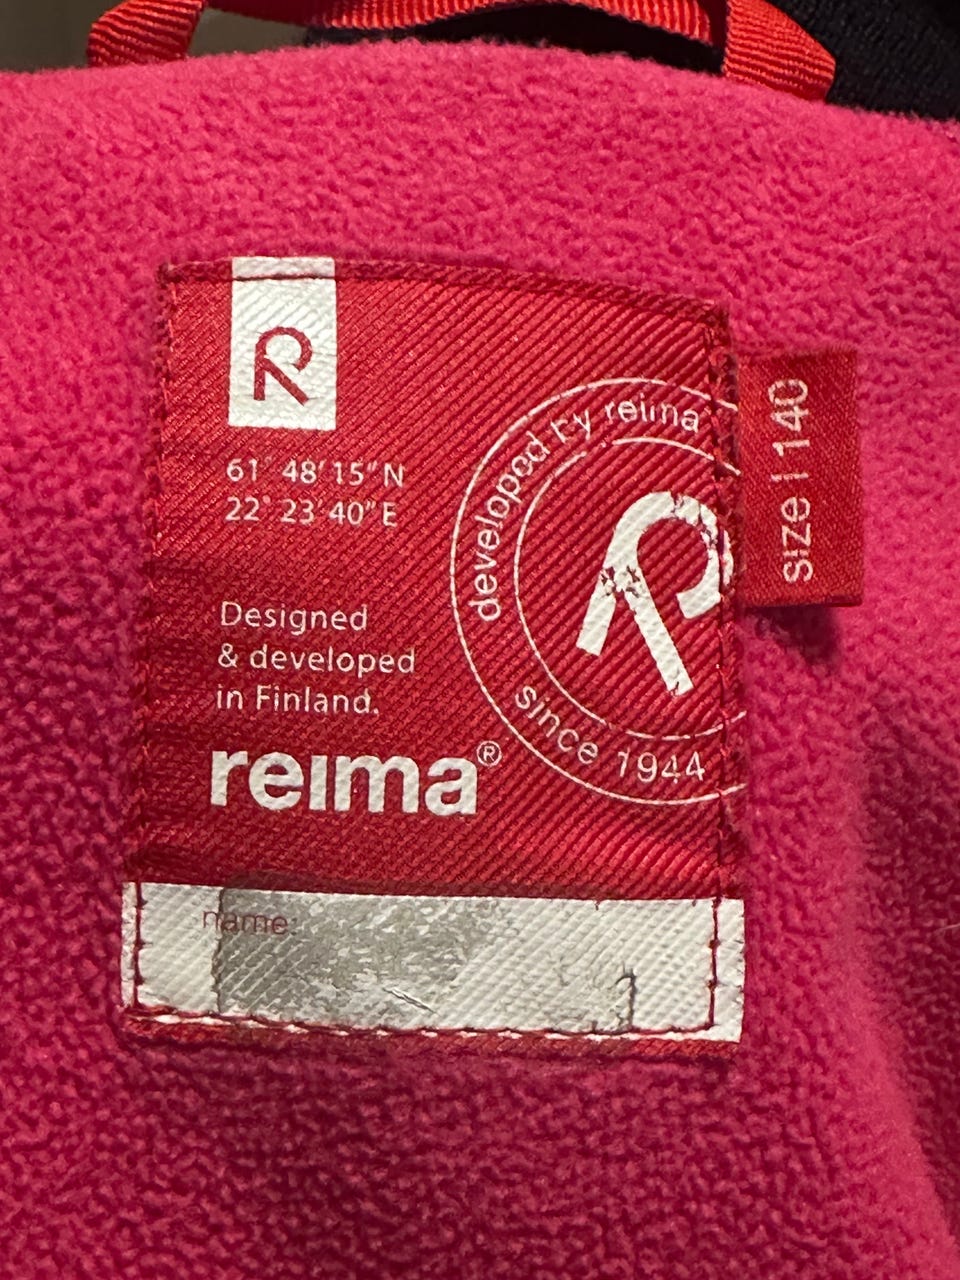 R
61° 48' 15" N
22° 23' 40" E
Designed
& developed
in Finland.
reima®
developed by reima
R
since 1944
size | 140
name: